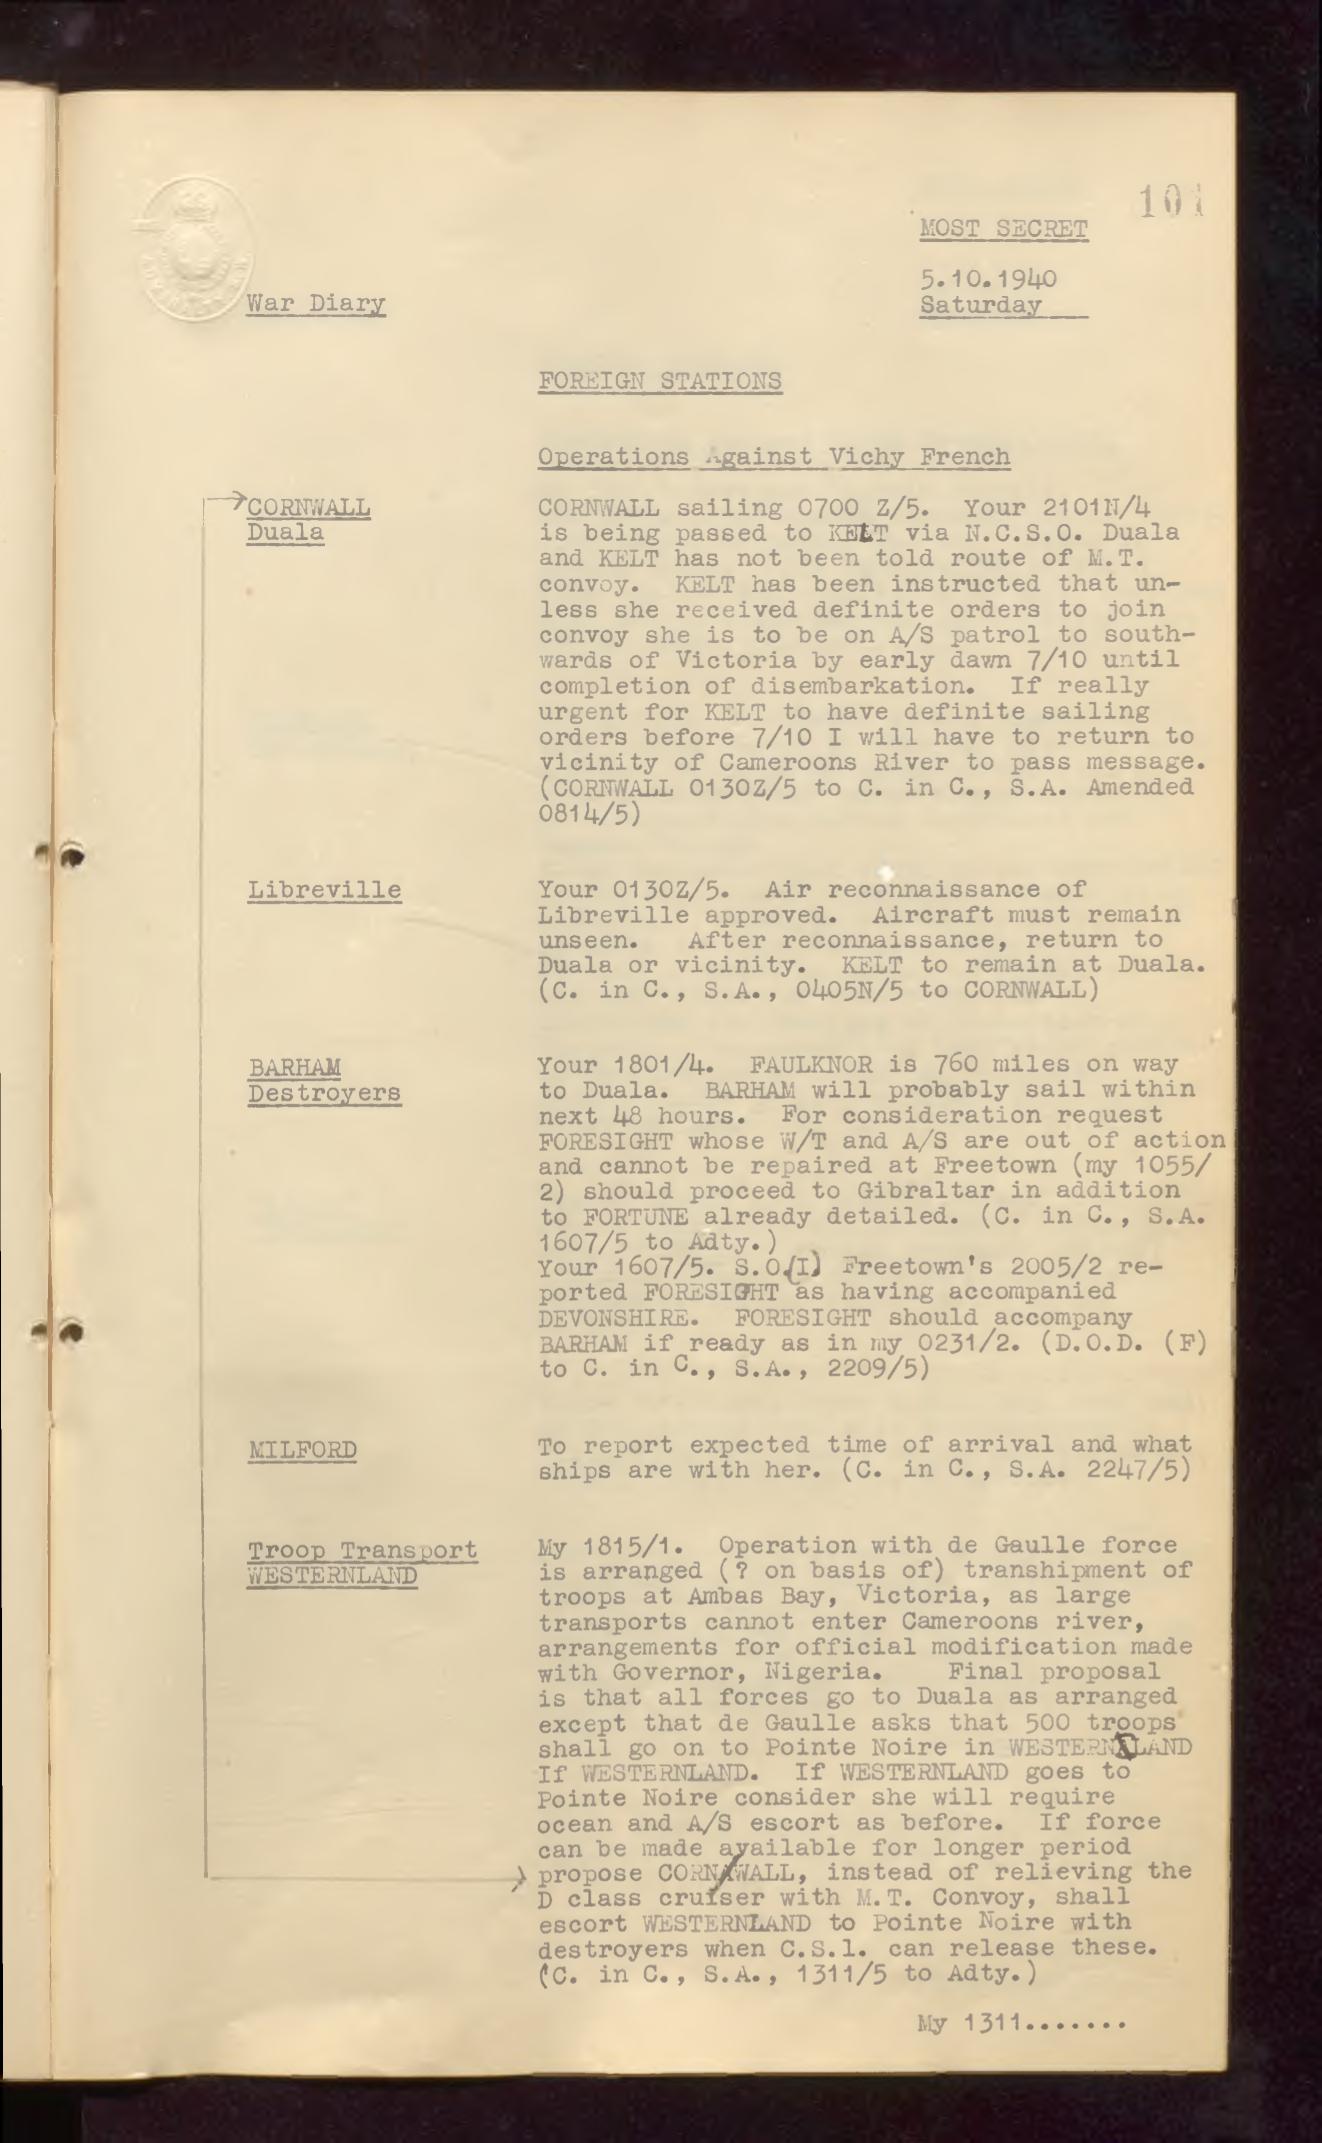 101
MOST SECRET
5.10.1940
War Diary
Saturday
FOREIGN STATIONS
Operations Against Vichy French
CORNWALL
Duala
CORNWALL sailing 0700 Z/5. Your 2101N/4
is being passed to KELT via N.C.S.O. Duala
and KELT has not been told route of M.T.
convoy. KELT has been instructed that un-
less she received definite orders to join
convoy she is to be on A/S patrol to south-
wards of Victoria by early dawn 7/10 until
completion of disembarkation. If really
urgent for KELT to have definite sailing
orders before 7/10 I will have to return to
vicinity of Cameroons River to pass message.
(CORNWALL 0130Z/5 to C. in C., S.A. Amended
0814/5)
Libreville
Your 0130Z/5. Air reconnaissance of
Libreville approved. Aircraft must remain
unseen. After reconnaissance, return to
Duala or vicinity. KELT to remain at Duala.
(C. in C., S.A., 0405N/5 to CORNWALL)
BARHAM
Destroyers
Your 1801/4. FAULKNOR is 760 miles on way
to Duala. BARHAM will probably sail within
next 48 hours. For consideration request
FORESIGHT whose W/T and A/S are out of action
and cannot be repaired at Freetown (my 1055/
2) should proceed to Gibraltar in addition
to FORTUNE already detailed. (C. in C., S.A.
1607/5 to Adty.)
Your 1607/5. S.O.(I) Freetown's 2005/2 re-
ported FORESIGHT as having accompanied
DEVONSHIRE. FORESIGHT should accompany
BARHAM if ready as in my 0231/2. (D.O.D. (F)
to C. in C., S.A., 2209/5)
MILFORD
To report expected time of arrival and what
ships are with her. (C. in C., S.A. 2247/5)
Troop Transport
WESTERNLAND
My 1815/1. Operation with de Gaulle force
is arranged (? on basis of) transhipment of
troops at Ambas Bay, Victoria, as large
transports cannot enter Cameroons river,
arrangements for official modification made
with Governor, Nigeria. Final proposal
is that all forces go to Duala as arranged
except that de Gaulle asks that 500 troops
shall go on to Pointe Noire in WESTERNLAND
If WESTERNLAND. If WESTERNLAND goes to
Pointe Noire consider she will require
ocean and A/S escort as before. If force
can be made available for longer period
propose CORNWALL, instead of relieving the
D class cruiser with M.T. Convoy, shall
escort WESTERNLAND to Pointe Noire with
destroyers when C.S.1. can release these.
(C. in C., S.A., 1311/5 to Adty.)
My 1311.......